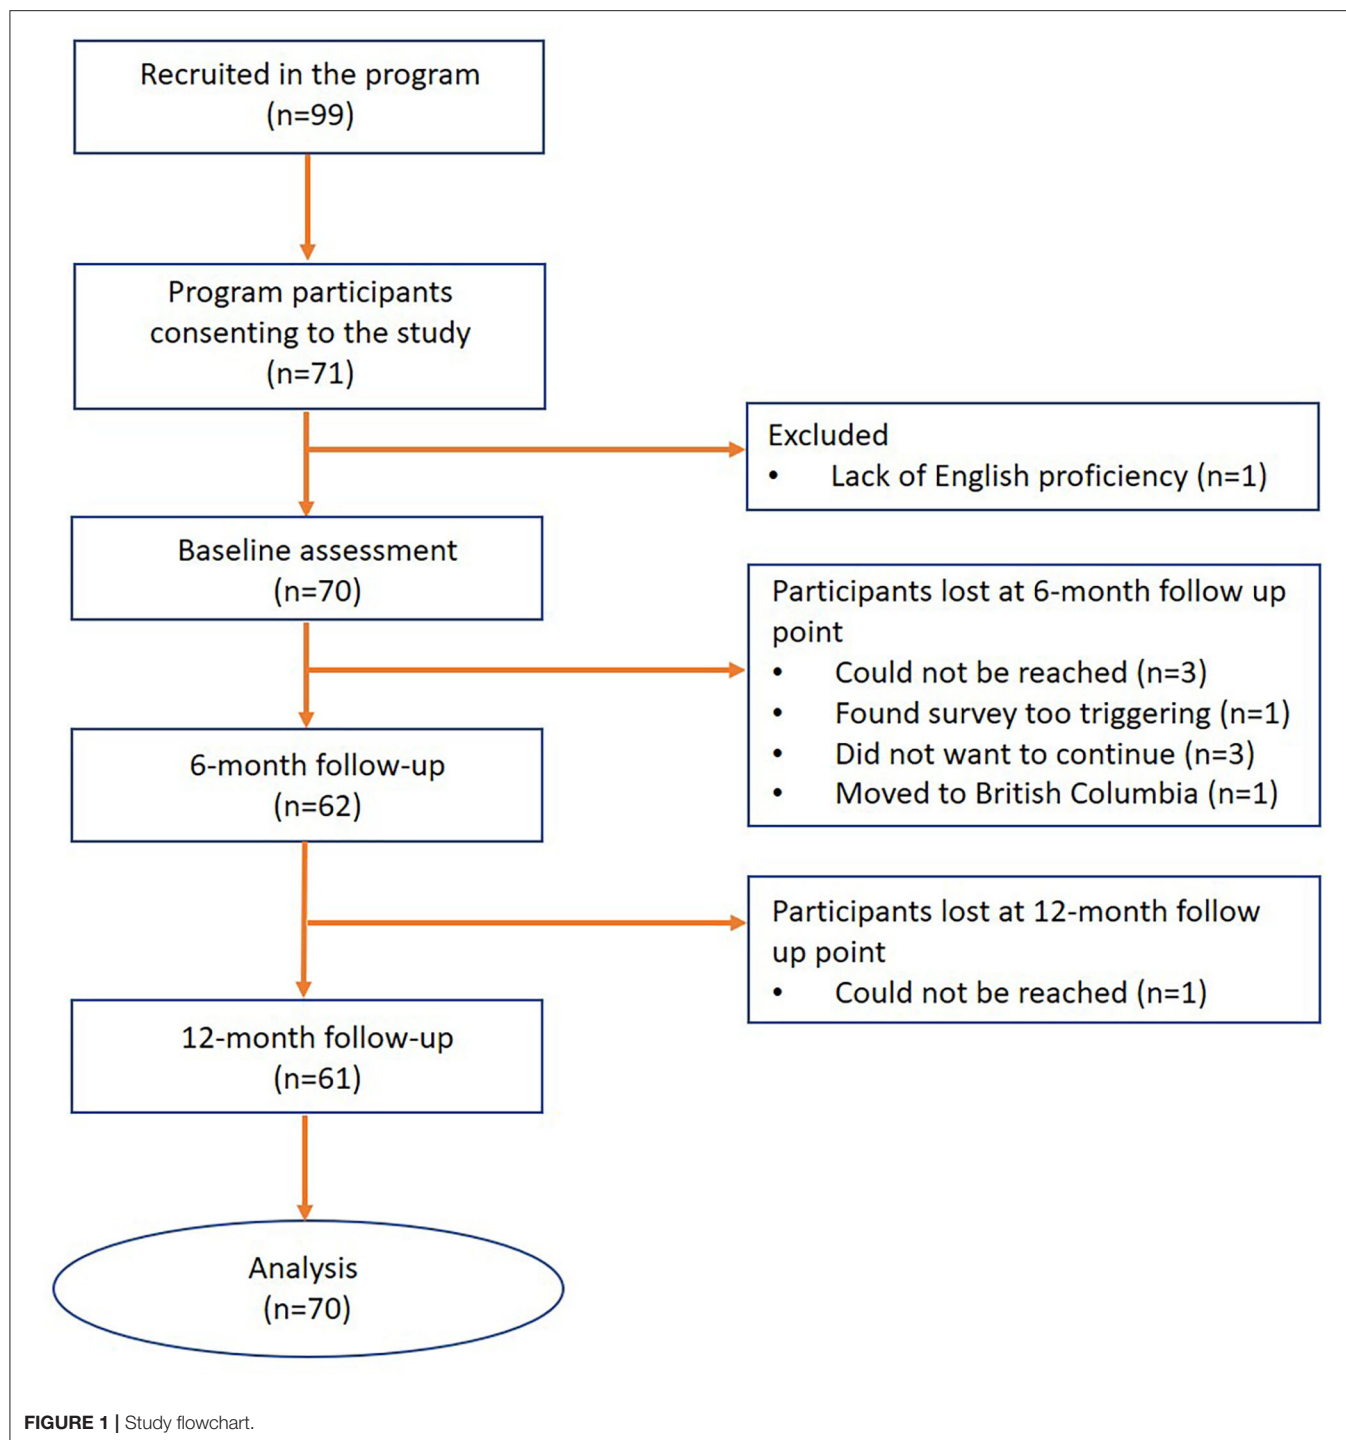 Recruited in the program
(n=99)
Program participants
consenting to the study
(n=71)
Excluded
• Lack of English proficiency (n=1)
Baseline assessment
(n=70)
Participants lost at 6-month follow up
point
• Could not be reached (n=3)
• Found survey too triggering (n=1)
• Did not want to continue (n=3)
• Moved to British Columbia (n=1)
6-month follow-up
(n=62)
Participants lost at 12-month follow
up point
• Could not be reached (n=1)
12-month follow-up
(n=61)
Analysis
(n=70)
FIGURE 1 | Study flowchart.